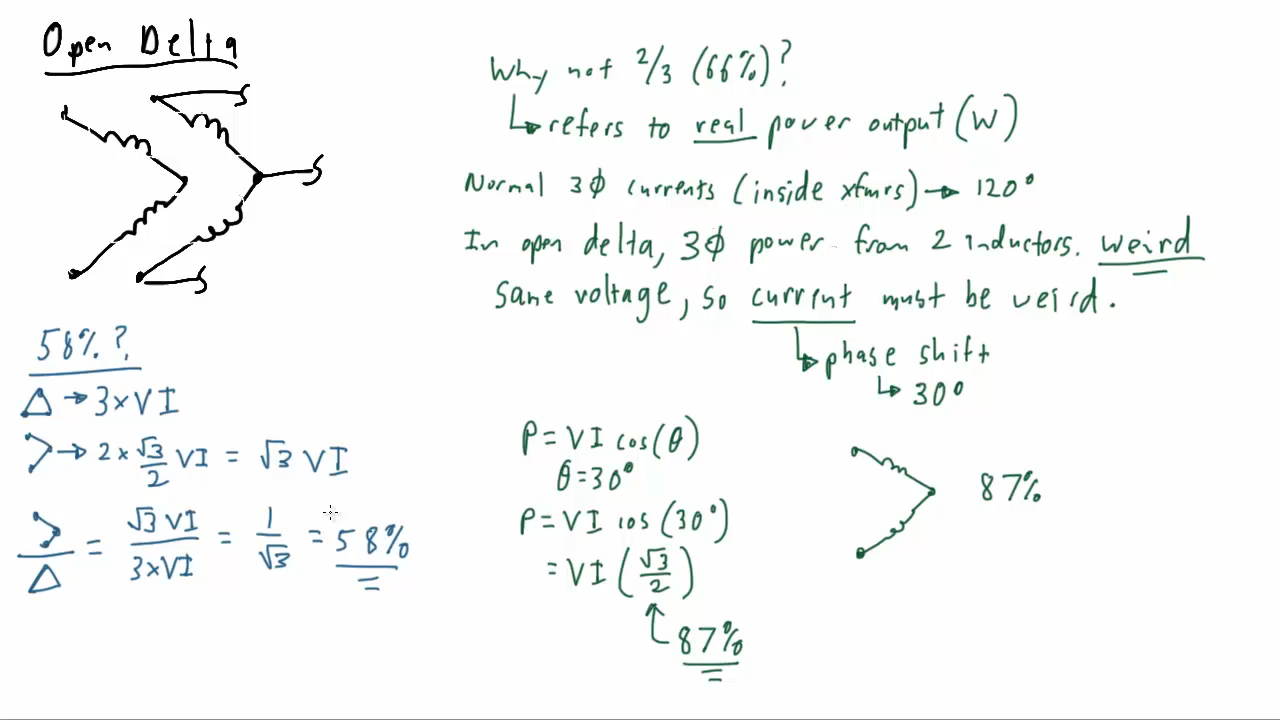 Open Delta
58%?
Δ → 3×VI
→ 2 × √3/2 VI = √3 VI
/Δ = √3 VI / 3×VI = 1/√3 = 58%
Why not 2/3 (66%)?
↳ refers to real power output (W)
Normal 3ϕ currents (inside xfmrs) → 120°
In open delta, 3ϕ power from 2 inductors. weird
Same voltage, so current must be weird.
↳ phase shift
↳ 30°
P = VI cos(θ)
θ = 30°
P = VI cos (30°)
= VI (√3/2)
87%
87%